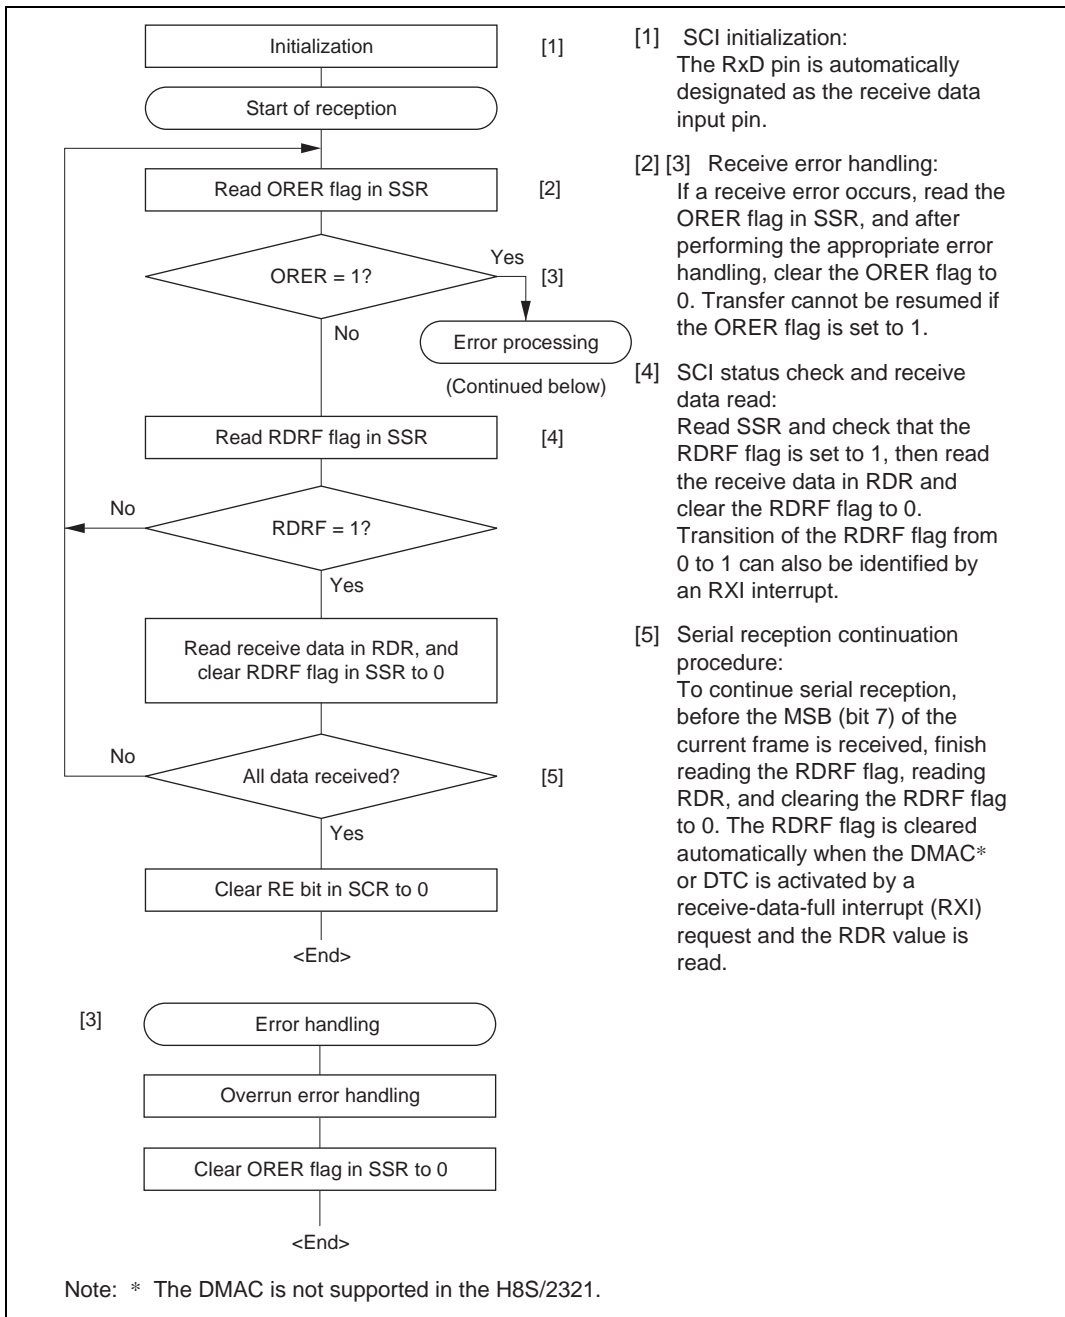 Initialization
[1]
Start of reception
Read ORER flag in SSR
[2]
ORER = 1?
Yes
[3]
No
Error processing
(Continued below)
Read RDRF flag in SSR
[4]
No
RDRF = 1?
Yes
Read receive data in RDR, and
clear RDRF flag in SSR to 0
No
All data received?
[5]
Yes
Clear RE bit in SCR to 0
<End>
[3]
Error handling
Overrun error handling
Clear ORER flag in SSR to 0
<End>
[1] SCI initialization:
The RxD pin is automatically
designated as the receive data
input pin.
[2] [3] Receive error handling:
If a receive error occurs, read the
ORER flag in SSR, and after
performing the appropriate error
handling, clear the ORER flag to
0. Transfer cannot be resumed if
the ORER flag is set to 1.
[4] SCI status check and receive
data read:
Read SSR and check that the
RDRF flag is set to 1, then read
the receive data in RDR and
clear the RDRF flag to 0.
Transition of the RDRF flag from
0 to 1 can also be identified by
an RXI interrupt.
[5] Serial reception continuation
procedure:
To continue serial reception,
before the MSB (bit 7) of the
current frame is received, finish
reading the RDRF flag, reading
RDR, and clearing the RDRF flag
to 0. The RDRF flag is cleared
automatically when the DMAC*
or DTC is activated by a
receive-data-full interrupt (RXI)
request and the RDR value is
read.
Note: * The DMAC is not supported in the H8S/2321.